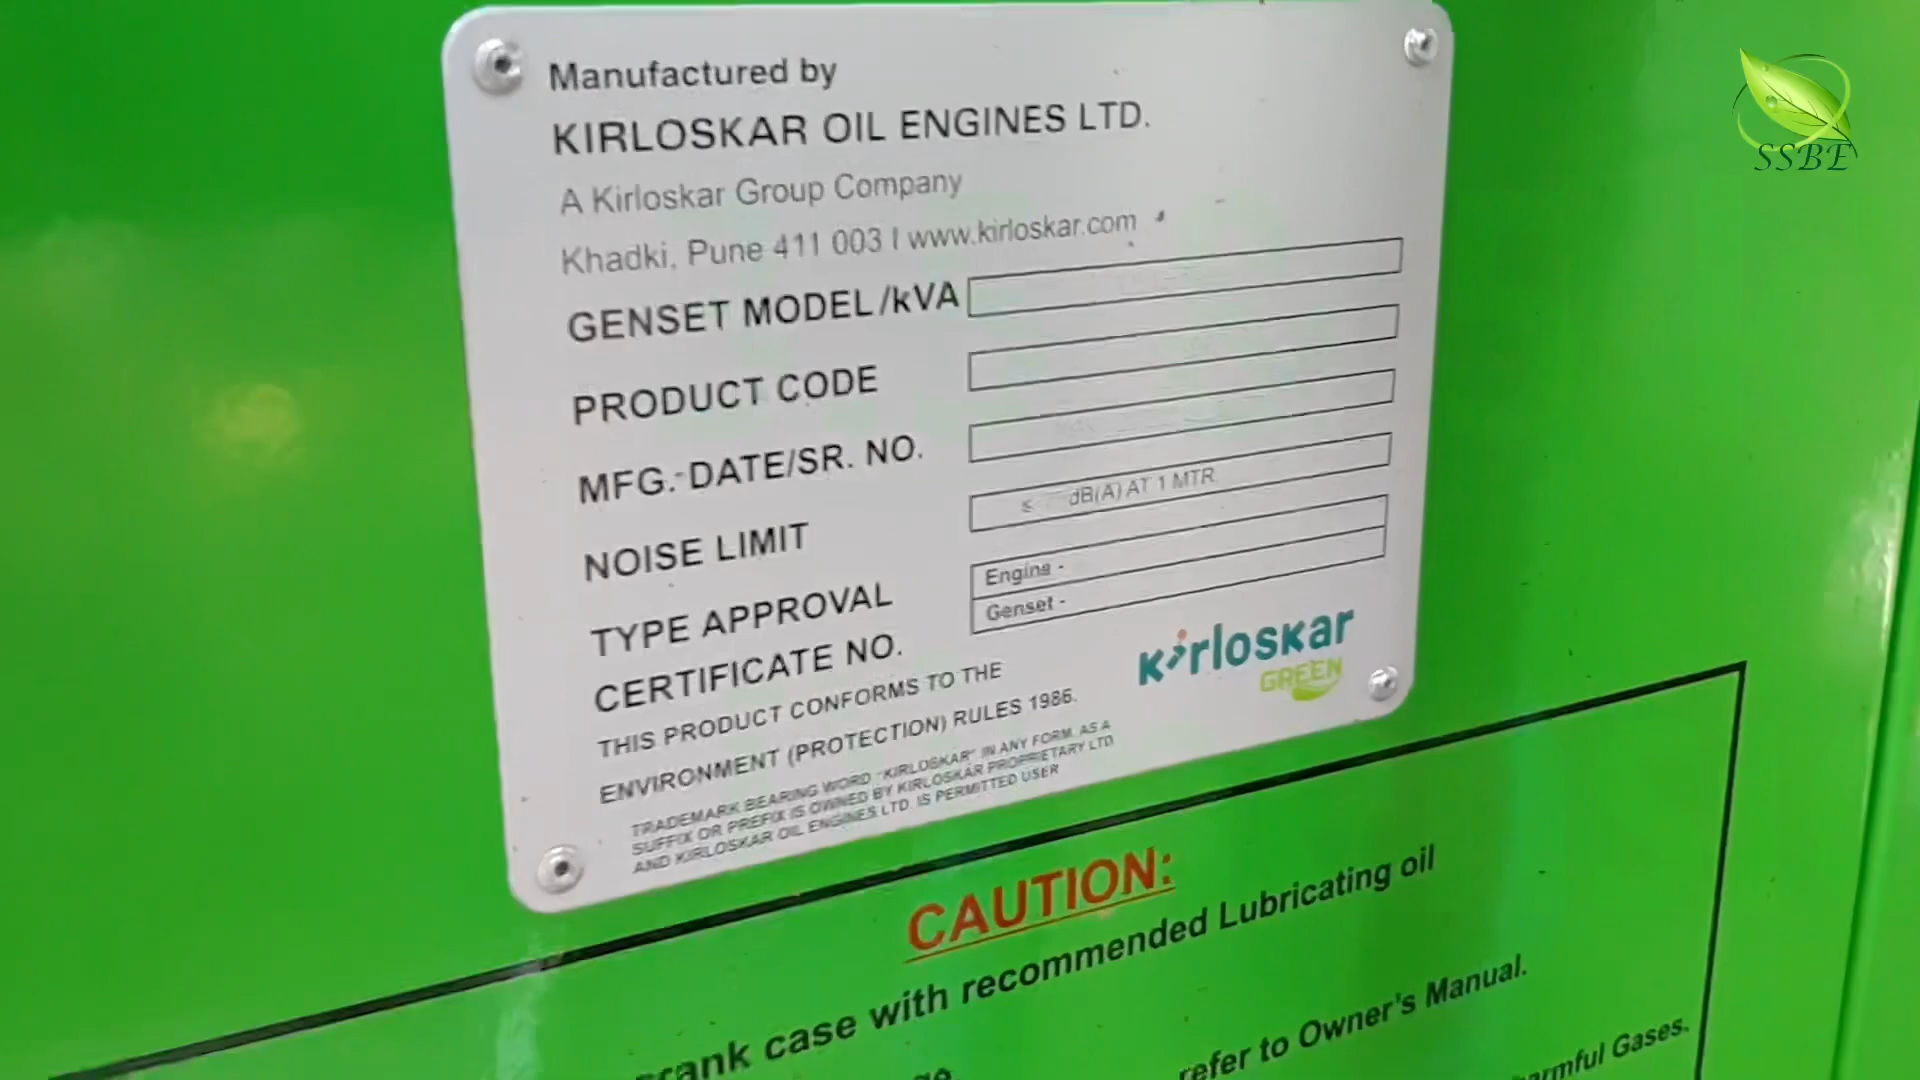 SSBE
Manufactured by
KIRLOSKAR OIL ENGINES LTD.
A Kirloskar Group Company
Khadki, Pune 411 003 I www.kirloskar.com
GENSET MODEL/kVA
PRODUCT CODE
MFG.-DATE/SR. NO.
NOISE LIMIT ≤ dB(A) AT 1 MTR
TYPE APPROVAL Engine -
CERTIFICATE NO. Genset -
THIS PRODUCT CONFORMS TO THE
ENVIRONMENT (PROTECTION) RULES 1986.
TRADEMARK BEARING WORD "KIRLOSKAR" IN ANY FORM, AS A
SUFFIX OR PREFIX IS OWNED BY KIRLOSKAR PROPRIETARY LTD
AND KIRLOSKAR OIL ENGINES LTD. IS PERMITTED USER
kirloskar
GREEN
CAUTION:
case with recommended Lubricating oil
refer to Owner's Manual.
Gases.